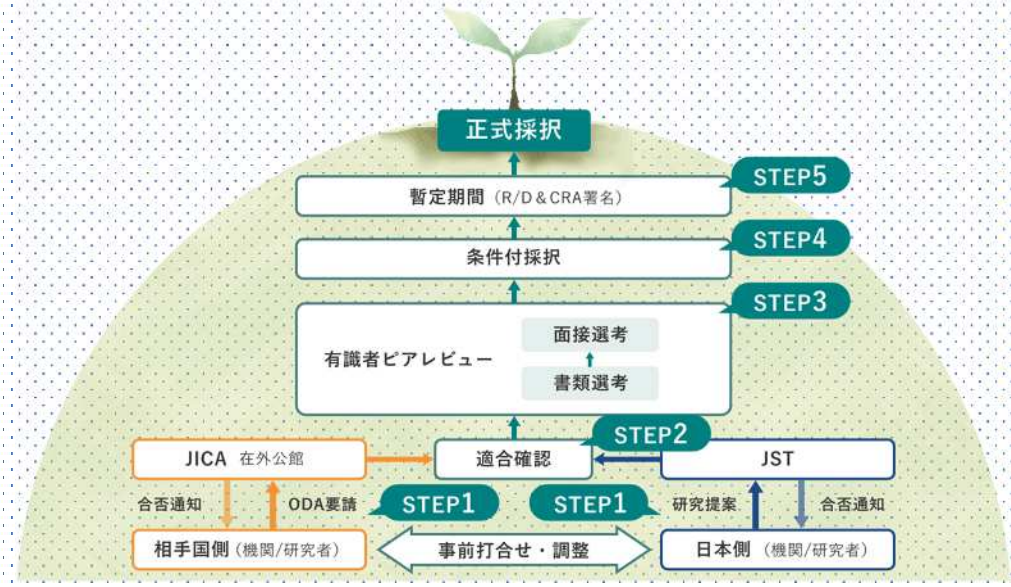 正式採択
STEP5
暫定期間（R/D＆CRA署名）
STEP4
条件付採択
STEP3
面接選考
有識者ピアレビュー
書類選考
STEP2
JICA 在外公館
適合確認
JST
合否通知
ODA要請
STEP1
STEP1
研究提案
合否通知
相手国側（機関/研究者）
事前打合せ・調整
日本側（機関/研究者）